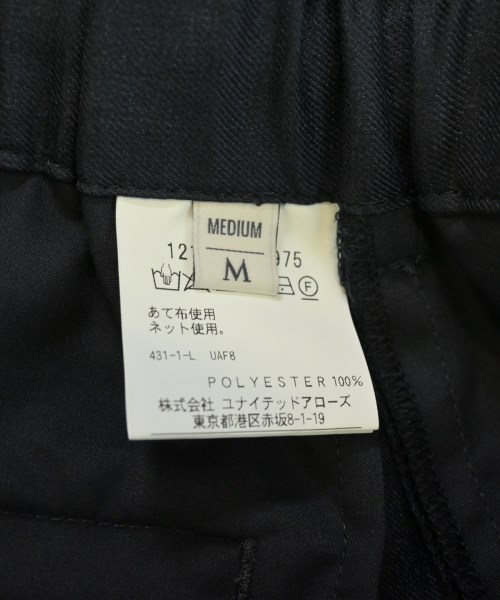 MEDIUM
M
121 975
F
あて布使用
ネット使用。
431-1-L UAF8
POLYESTER 100%
株式会社 ユナイテッドアローズ
東京都港区赤坂8-1-19